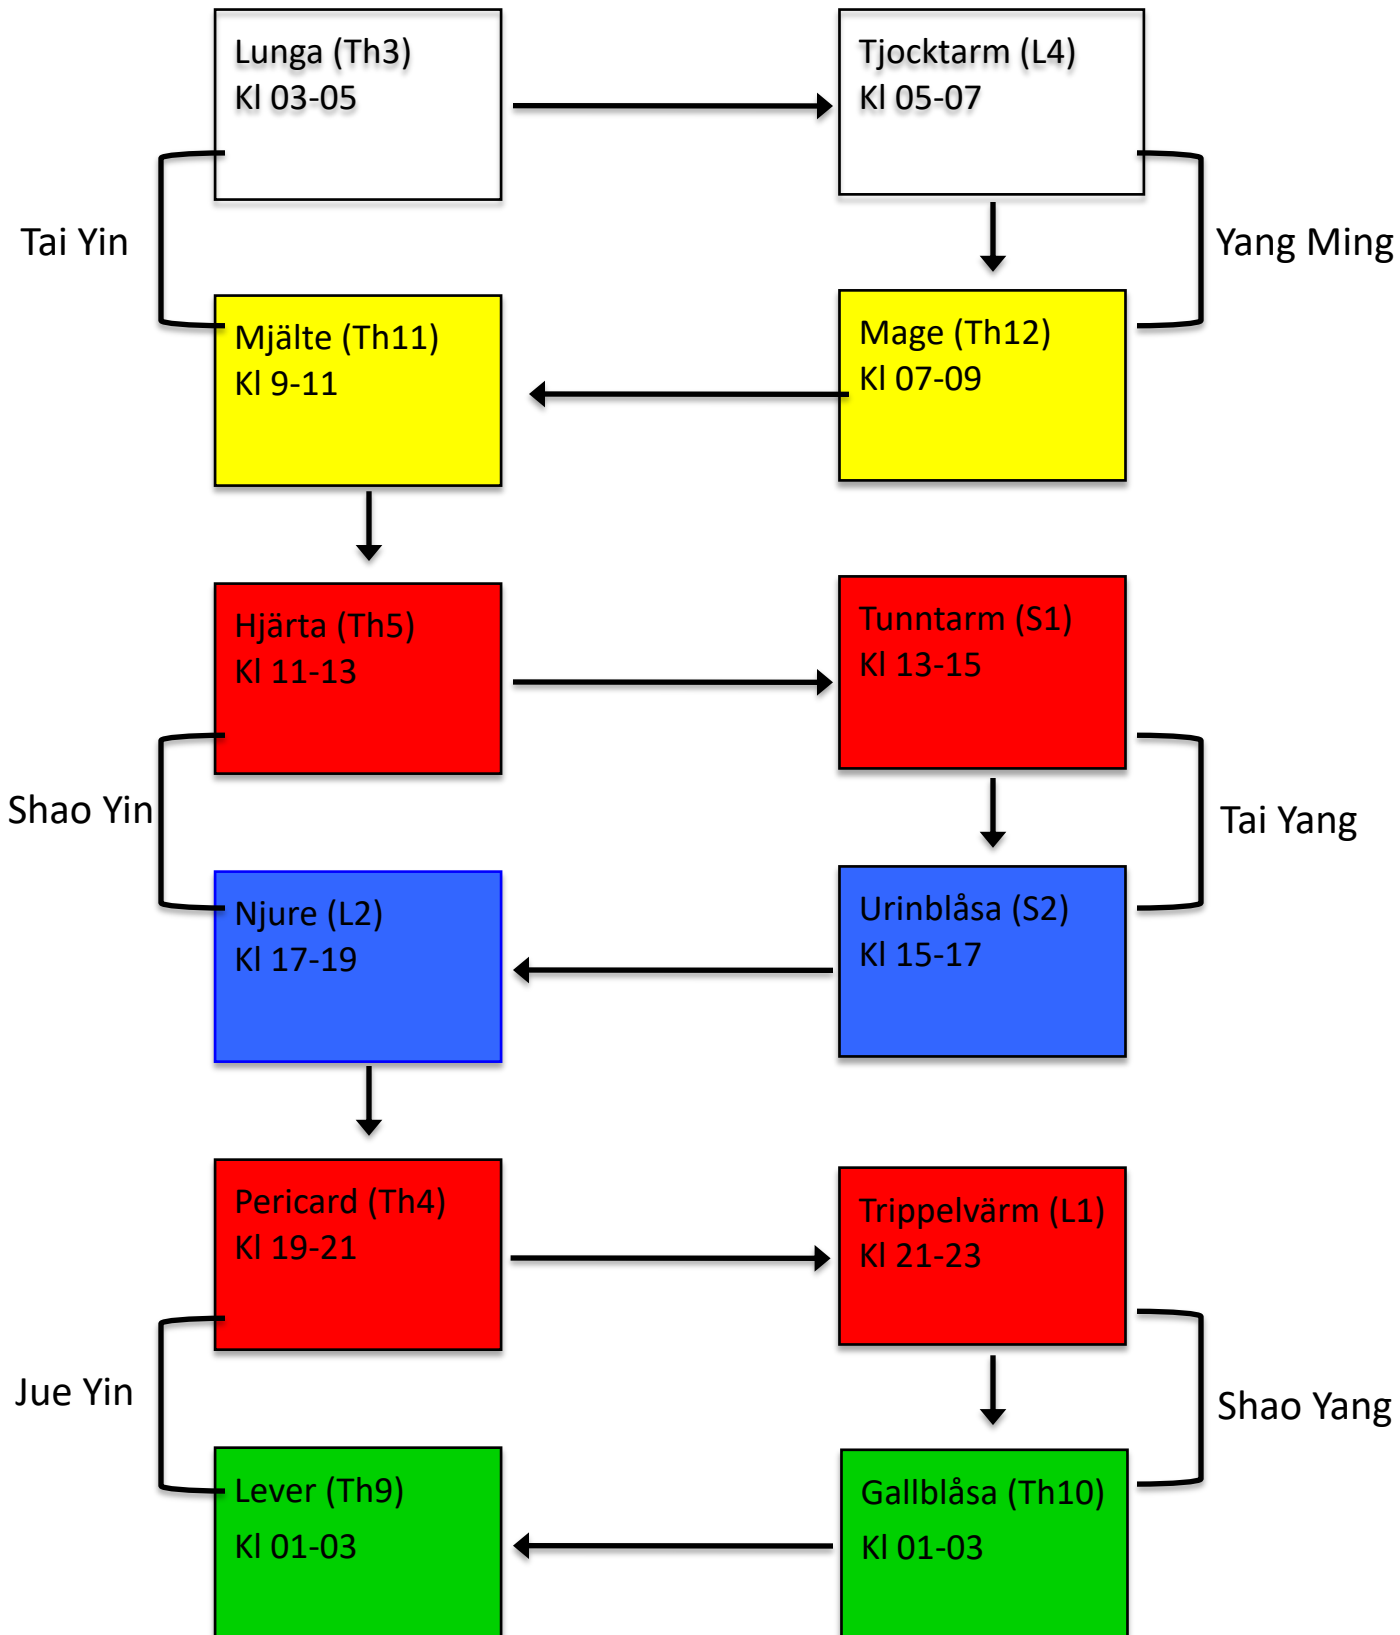 Lunga (Th3)
Kl 03-05
Tjocktarm (L4)
Kl 05-07
Tai Yin
Yang Ming
Mjälte (Th11)
Kl 9-11
Mage (Th12)
Kl 07-09
Hjärta (Th5)
Kl 11-13
Tunntarm (S1)
Kl 13-15
Shao Yin
Tai Yang
Njure (L2)
Kl 17-19
Urinblåsa (S2)
Kl 15-17
Pericard (Th4)
Kl 19-21
Trippelvärm (L1)
Kl 21-23
Jue Yin
Shao Yang
Lever (Th9)
Kl 01-03
Gallblåsa (Th10)
Kl 01-03